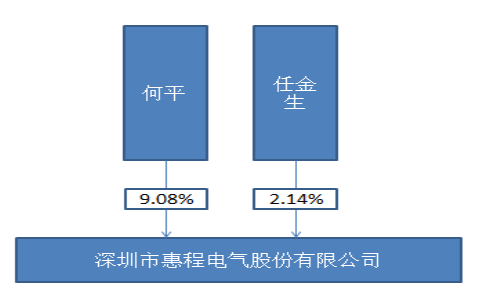 何平
任金
生
9.08%
2.14%
深圳市惠程电气股份有限公司